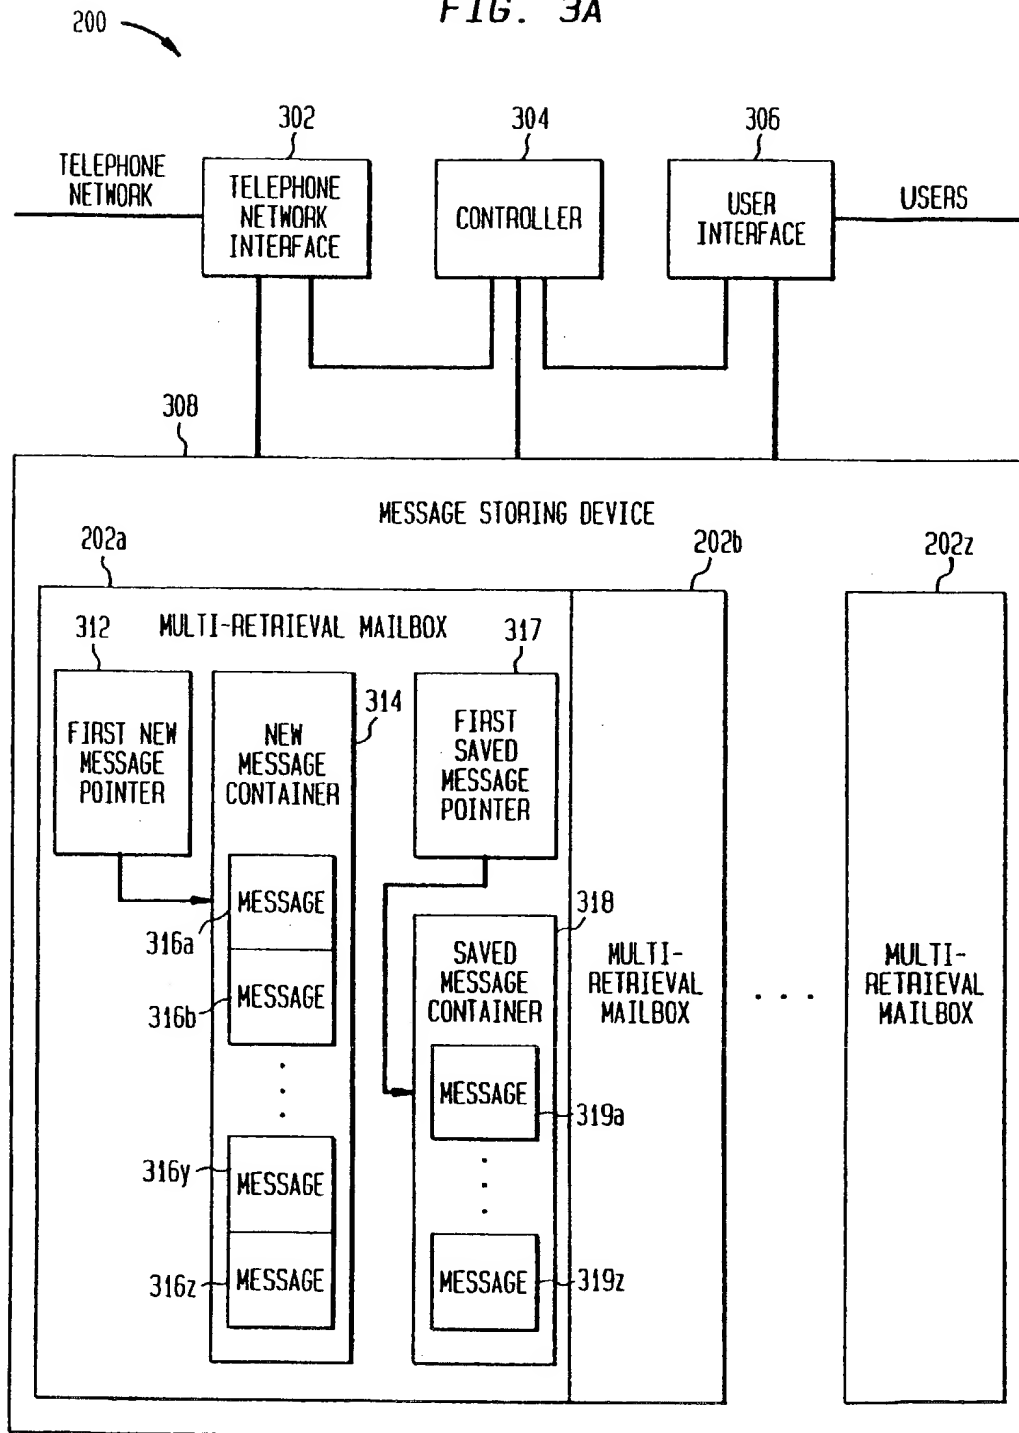 FIG. 3A
200
302
304
306
TELEPHONE
NETWORK
TELEPHONE
NETWORK
INTERFACE
CONTROLLER
USER
INTERFACE
USERS
308
MESSAGE STORING DEVICE
202a
202b
202z
312
MULTI-RETRIEVAL MAILBOX
317
314
FIRST NEW
MESSAGE
POINTER
NEW
MESSAGE
CONTAINER
FIRST
SAVED
MESSAGE
POINTER
MESSAGE
316a
MESSAGE
316b
318
SAVED
MESSAGE
CONTAINER
MULTI-
RETRIEVAL
MAILBOX
. . .
MULTI-
RETRIEVAL
MAILBOX
MESSAGE
319a
316y
MESSAGE
316z
MESSAGE
MESSAGE
319z